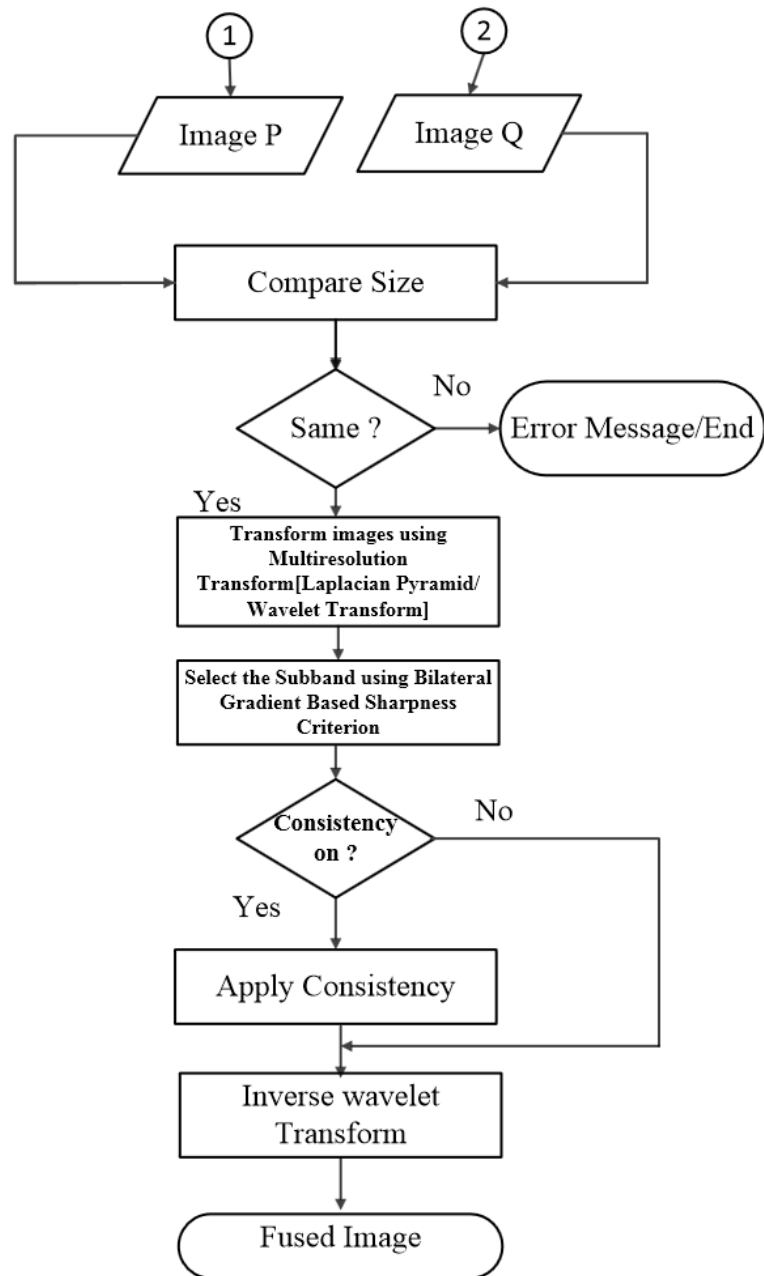 1
2
Image P
Image Q
Compare Size
Same ?
No
Error Message/End
Yes
Transform images using
Multiresolution
Transform[Laplacian Pyramid/
Wavelet Transform]
Select the Subband using Bilateral
Gradient Based Sharpness
Criterion
Consistency
on ?
No
Yes
Apply Consistency
Inverse wavelet
Transform
Fused Image